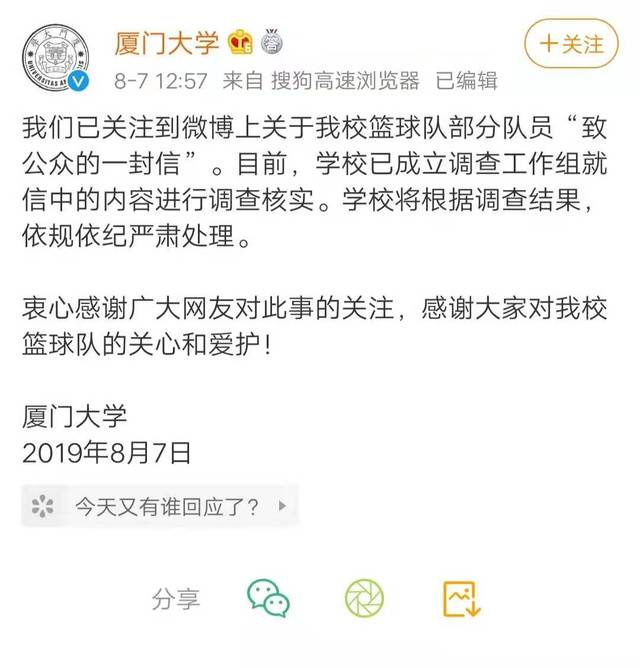 厦门大学
+关注
8-7 12:57 来自 搜狗高速浏览器 已编辑
我们已关注到微博上关于我校篮球队部分队员“致
公众的一封信”。目前，学校已成立调查工作组就
信中的内容进行调查核实。学校将根据调查结果，
依规依纪严肃处理。
衷心感谢广大网友对此事的关注，感谢大家对我校
篮球队的关心和爱护！
厦门大学
2019年8月7日
今天又有谁回应了？
分享